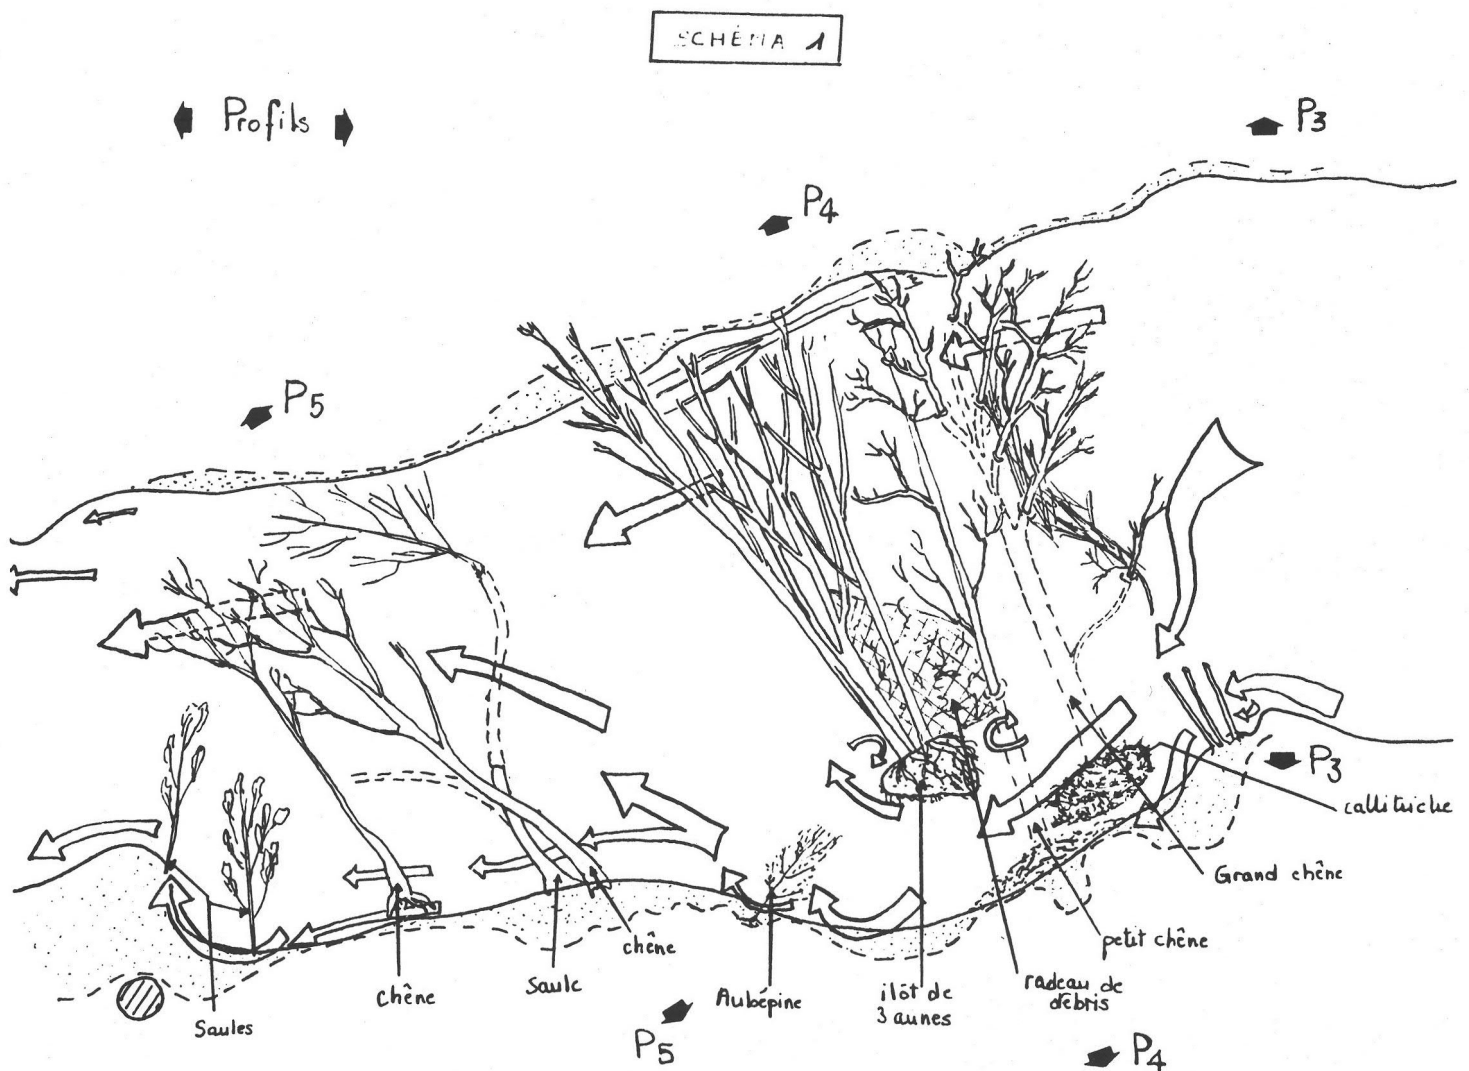 SCHÉMA 1
Profils
P3
P4
P5
P3
callitriche
Grand chêne
petit chêne
radeau de
débris
ilôt de
3 aunes
Aubépine
chêne
Saule
chêne
Saules
P5
P4